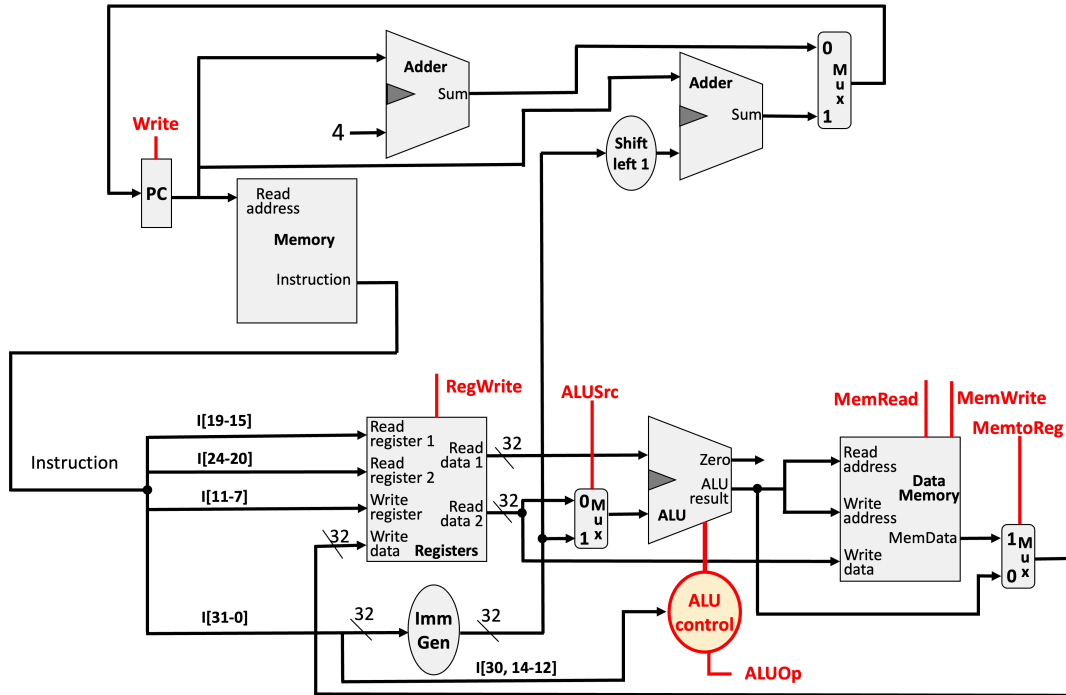 Adder
Sum
4
Write
PC
Read
address
Memory
Instruction
Shift
left 1
Adder
Sum
0
M
u
x
1
Instruction
I[19-15]
I[24-20]
I[11-7]
I[31-0]
RegWrite
Read
register 1
Read
register 2
Write
register
Write
data
Read
data 1
Read
data 2
Registers
32
32
32
32
Imm
Gen
32
I[30, 14-12]
ALUSrc
0
M
u
x
1
Zero
ALU
result
ALU
ALU
control
ALUOp
MemRead
MemWrite
MemtoReg
Read
address
Data
Memory
Write
address
MemData
Write
data
1
M
u
x
0